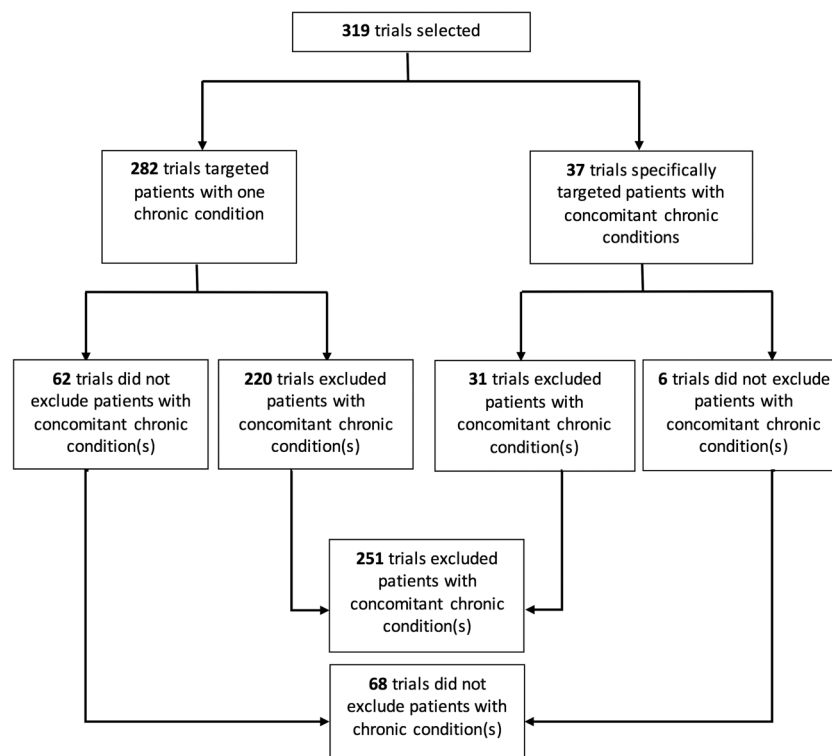 319 trials selected
282 trials targeted
patients with one
chronic condition
37 trials specifically
targeted patients with
concomitant chronic
conditions
62 trials did not
exclude patients with
concomitant chronic
condition(s)
220 trials excluded
patients with
concomitant chronic
condition(s)
31 trials excluded
patients with
concomitant chronic
condition(s)
6 trials did not exclude
patients with
concomitant chronic
condition(s)
251 trials excluded
patients with
concomitant chronic
condition(s)
68 trials did not
exclude patients with
chronic condition(s)